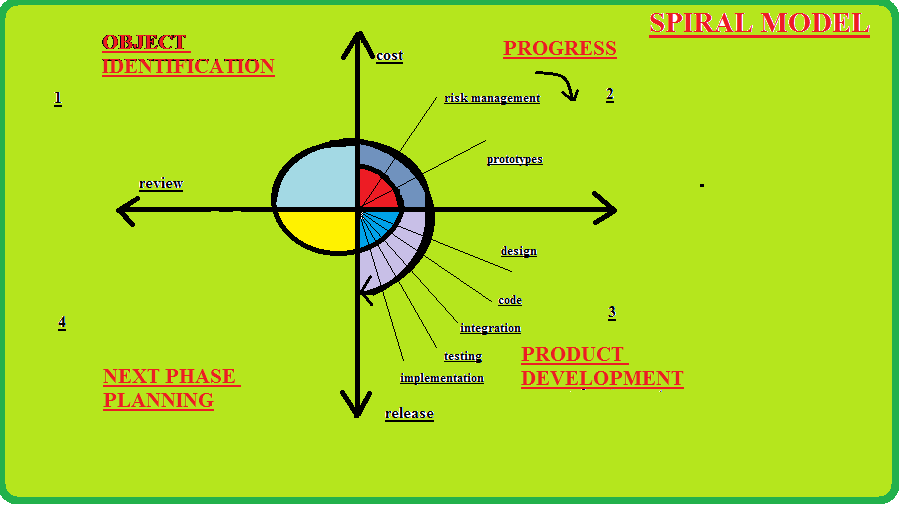 SPIRAL MODEL
OBJECT
IDENTIFICATION
PROGRESS
cost
1
2
risk management
prototypes
review
design
code
3
integration
4
testing
implementation
PRODUCT
DEVELOPMENT
NEXT PHASE
PLANNING
release